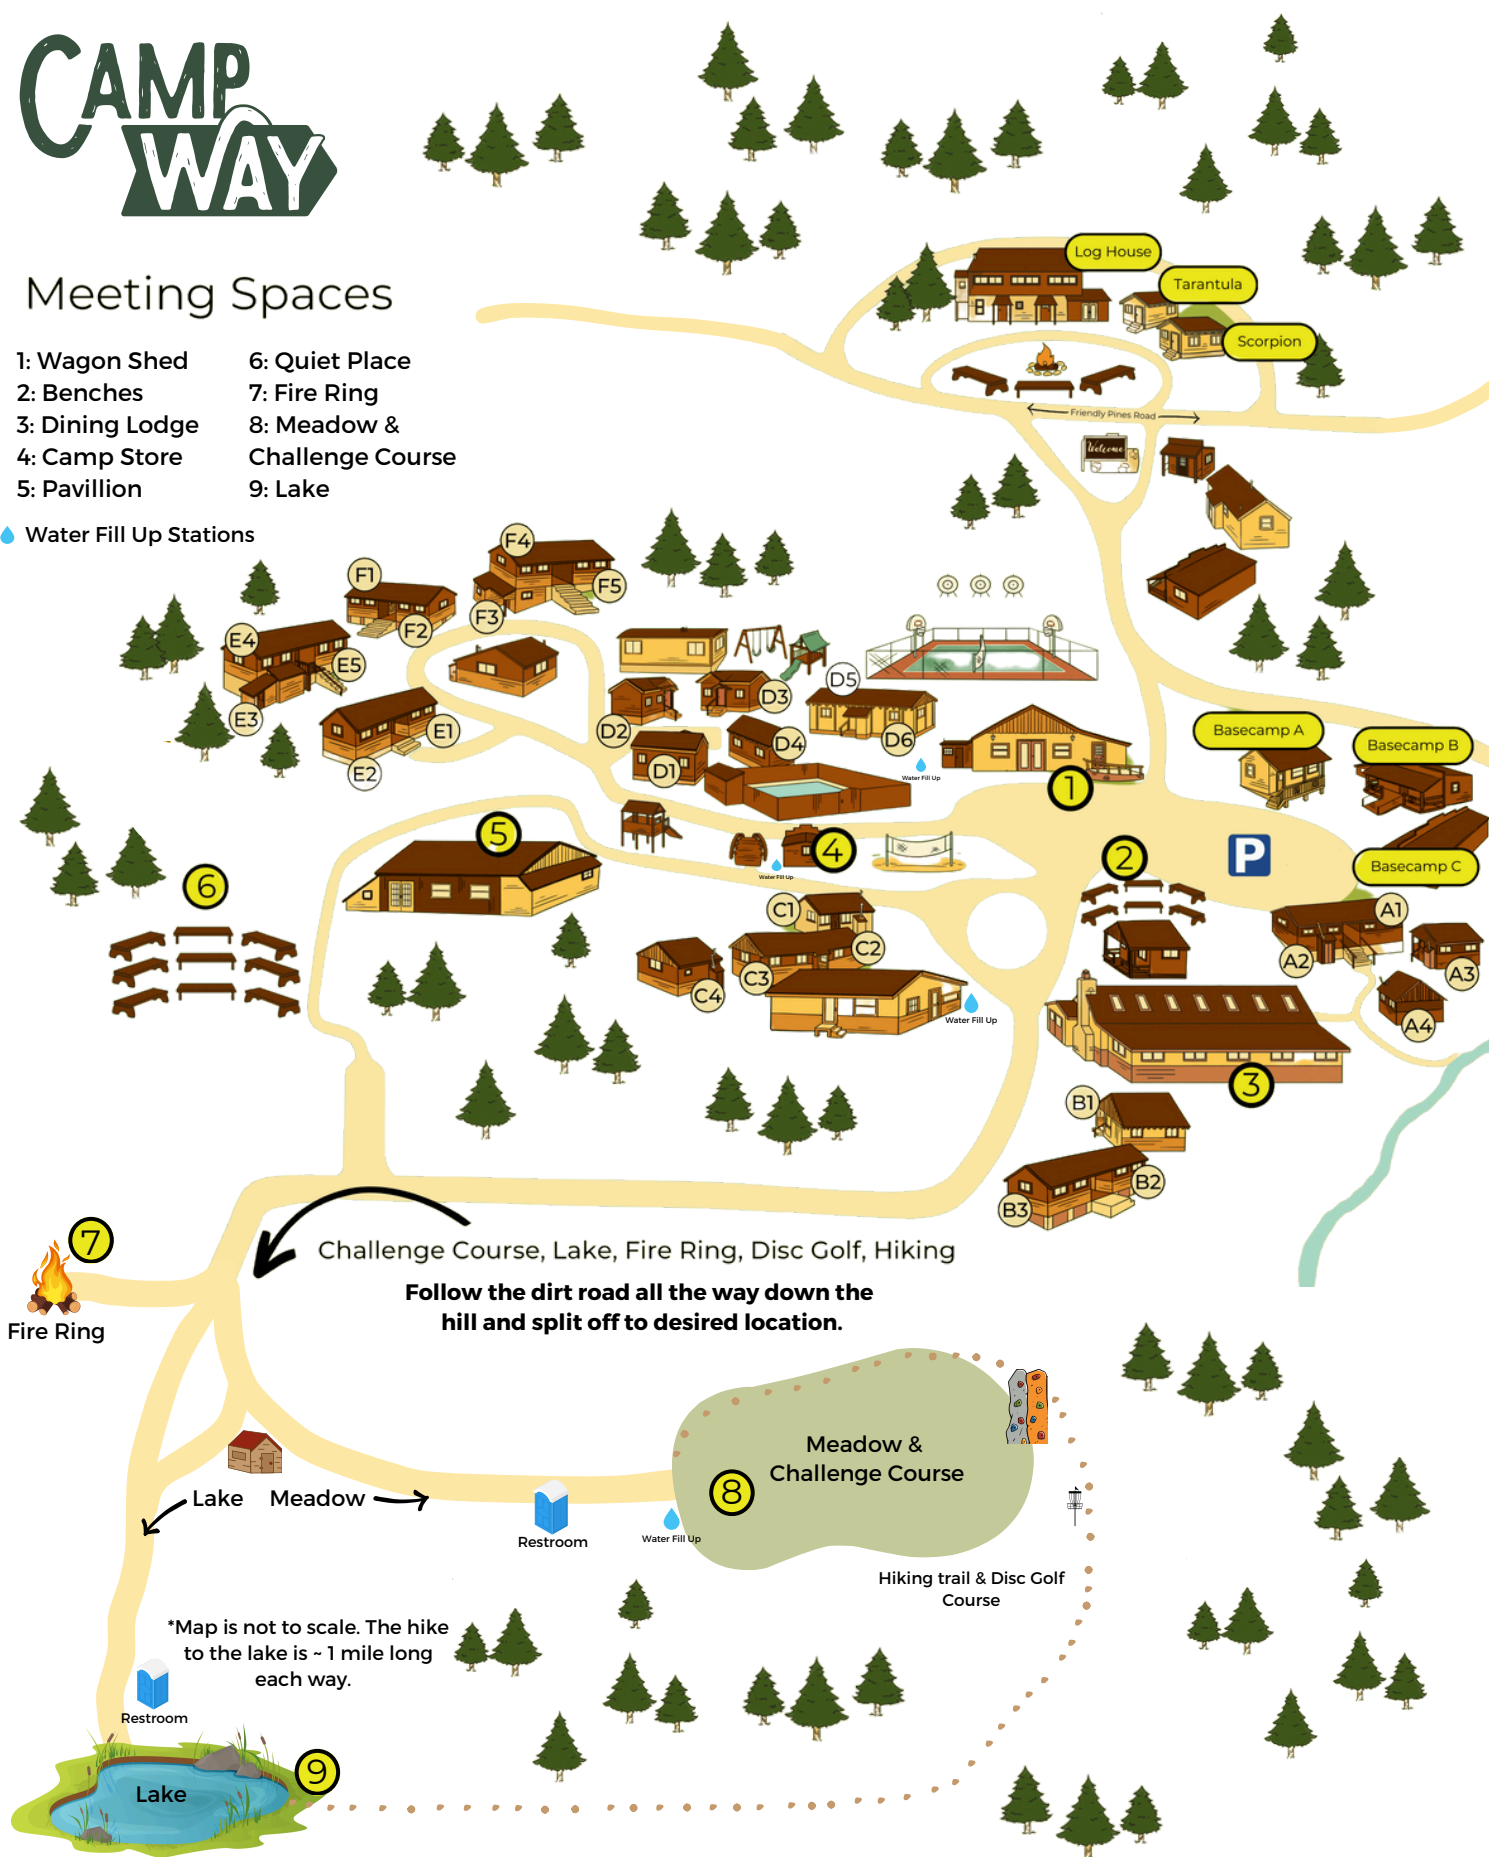 CAMP
WAY
Meeting Spaces
1: Wagon Shed
2: Benches
3: Dining Lodge
4: Camp Store
5: Pavillion
6: Quiet Place
7: Fire Ring
8: Meadow &
Challenge Course
9: Lake
Water Fill Up Stations
Log House
Tarantula
Scorpion
Friendly Pines Road
Welcome
F4
F1
F5
F3
F2
E4
E5
E3
E1
E2
D5
D3
D2
D6
D4
D1
Water Fill Up
1
Basecamp A
Basecamp B
Basecamp C
P
2
4
Water Fill Up
5
6
C1
C2
C3
C4
Water Fill Up
A1
A2
A3
A4
3
B1
B2
B3
7
Fire Ring
Challenge Course, Lake, Fire Ring, Disc Golf, Hiking
Follow the dirt road all the way down the
hill and split off to desired location.
Meadow &
Challenge Course
8
Lake
Meadow
Restroom
Water Fill Up
Hiking trail & Disc Golf
Course
*Map is not to scale. The hike
to the lake is ~ 1 mile long
each way.
Restroom
9
Lake